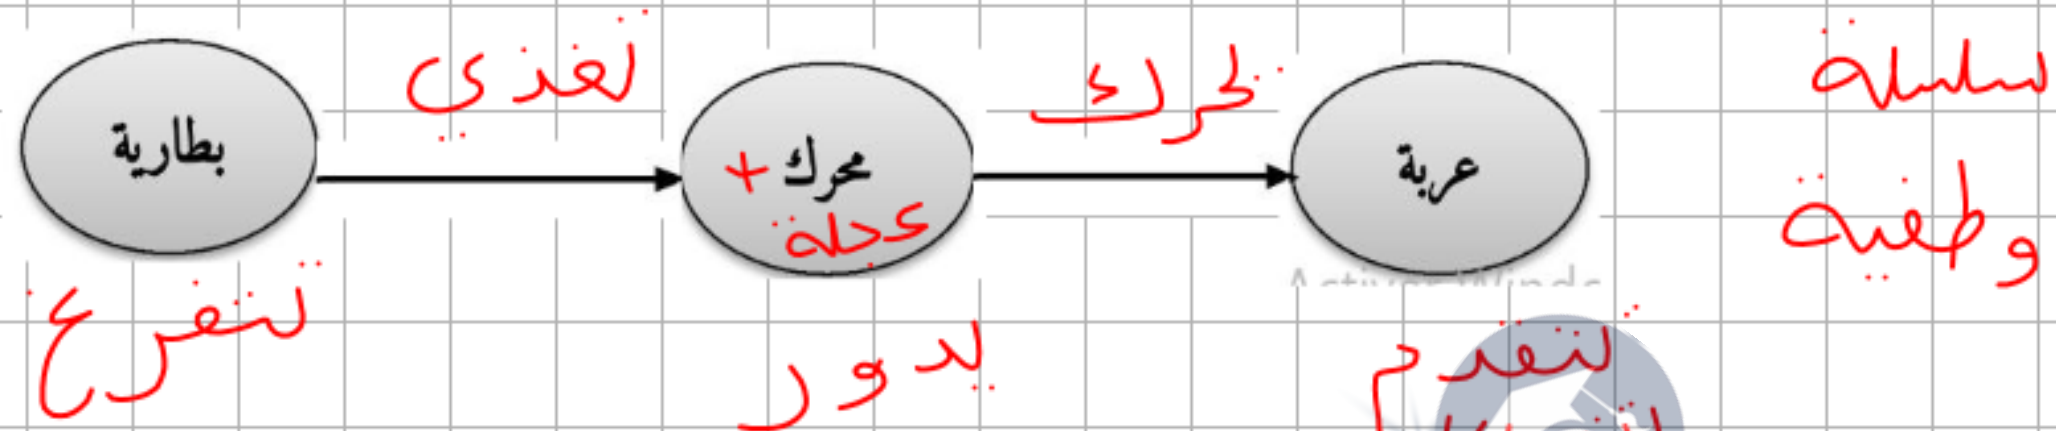 سلسلة
وظيفية
تغذي
تحرك
بطارية
محرك +
عجلة
عربة
تتفرغ
يدور
تتقدم